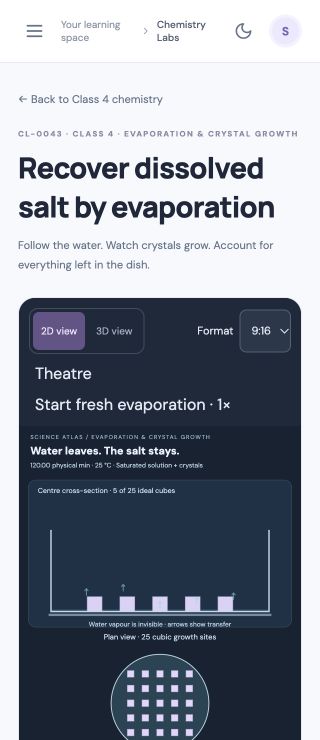 Your learning space
Chemistry Labs
S
← Back to Class 4 chemistry
CL-0043 · CLASS 4 · EVAPORATION & CRYSTAL GROWTH
Recover dissolved
salt by evaporation
Follow the water. Watch crystals grow. Account for
everything left in the dish.
2D view
3D view
Format
9:16
Theatre
Start fresh evaporation · 1×
SCIENCE ATLAS / EVAPORATION & CRYSTAL GROWTH
Water leaves. The salt stays.
120.00 physical min · 25 °C · Saturated solution + crystals
Centre cross-section · 5 of 25 ideal cubes
Water vapour is invisible · arrows show transfer
Plan view · 25 cubic growth sites